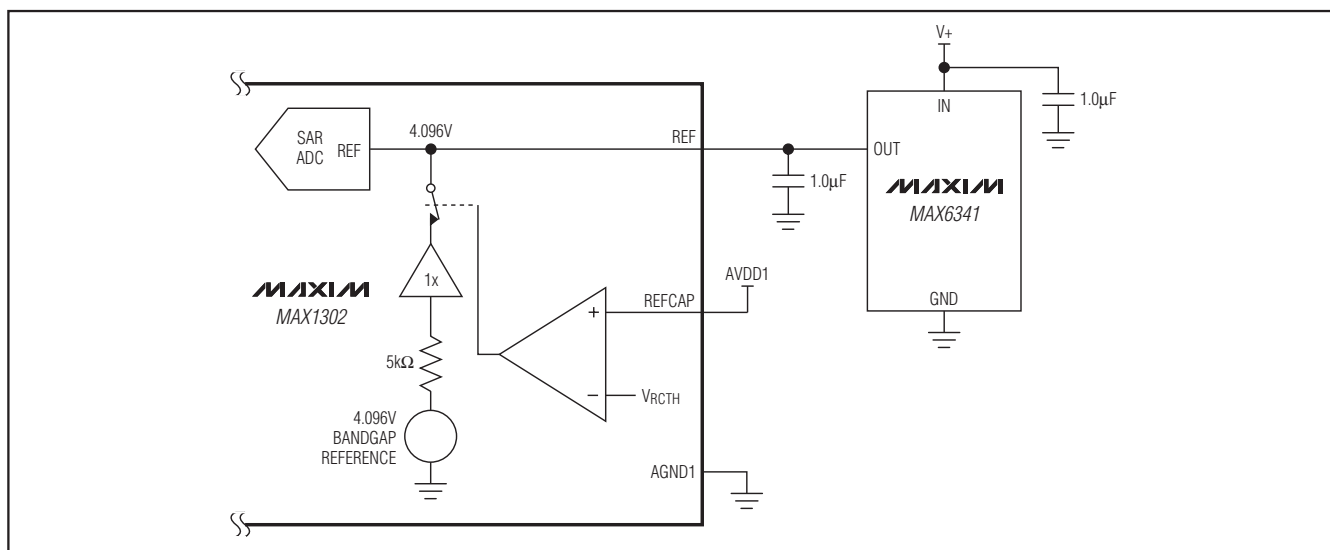 V+
IN
1.0µF
SAR
ADC
REF
4.096V
REF
OUT
1.0µF
MAXIM
MAX6341
GND
MAXIM
MAX1302
1x
5kΩ
4.096V
BANDGAP
REFERENCE
+
REFCAP
AVDD1
−
VRCTH
AGND1